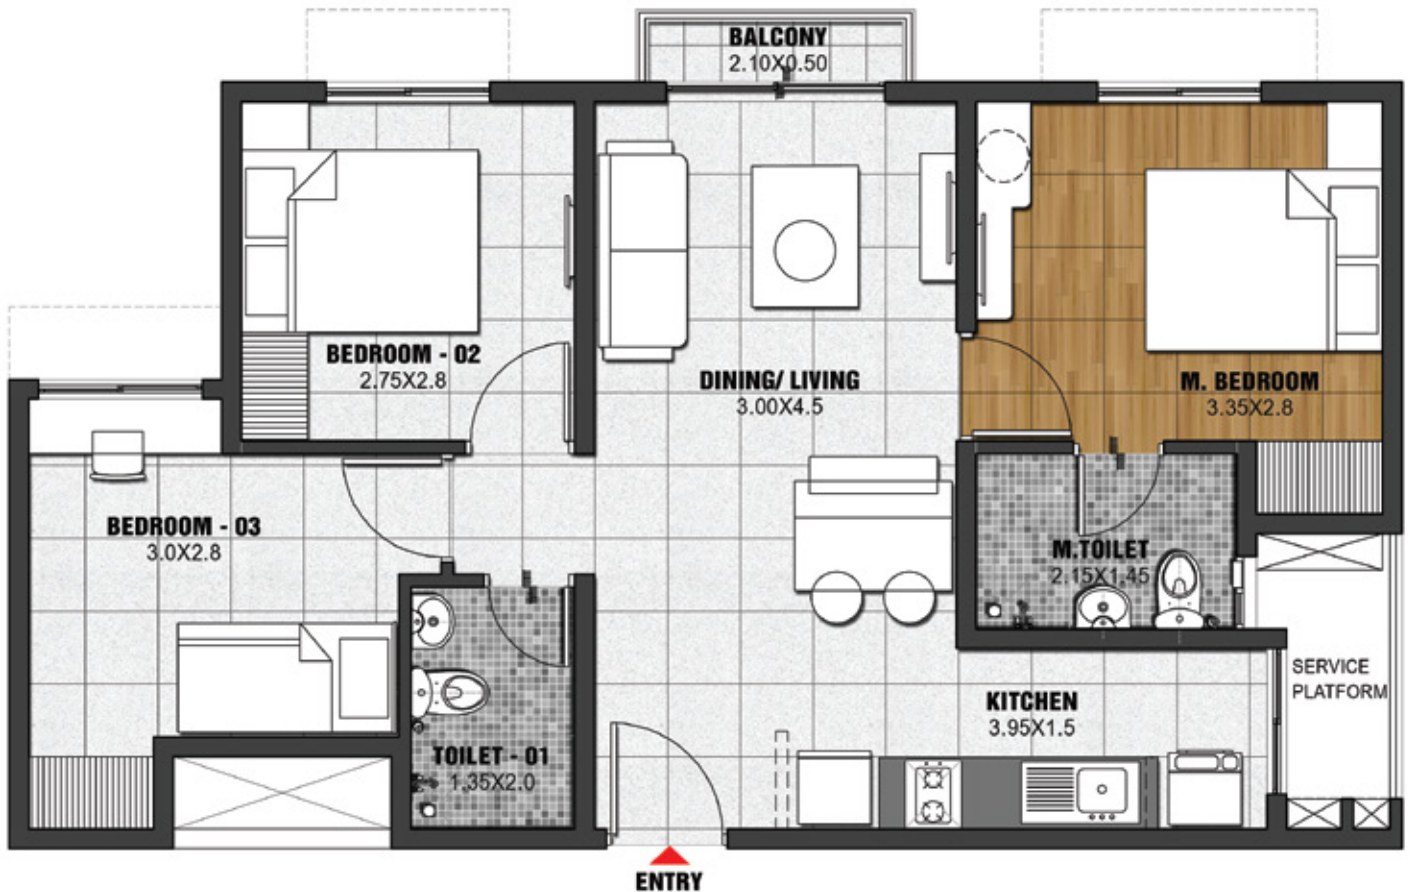 BALCONY
2.10X0.50
BEDROOM - 02
2.75X2.8
DINING/ LIVING
3.00X4.5
M. BEDROOM
3.35X2.8
BEDROOM - 03
3.0X2.8
M.TOILET
2.15X1.45
SERVICE
PLATFORM
KITCHEN
3.95X1.5
TOILET - 01
1.35X2.0
ENTRY